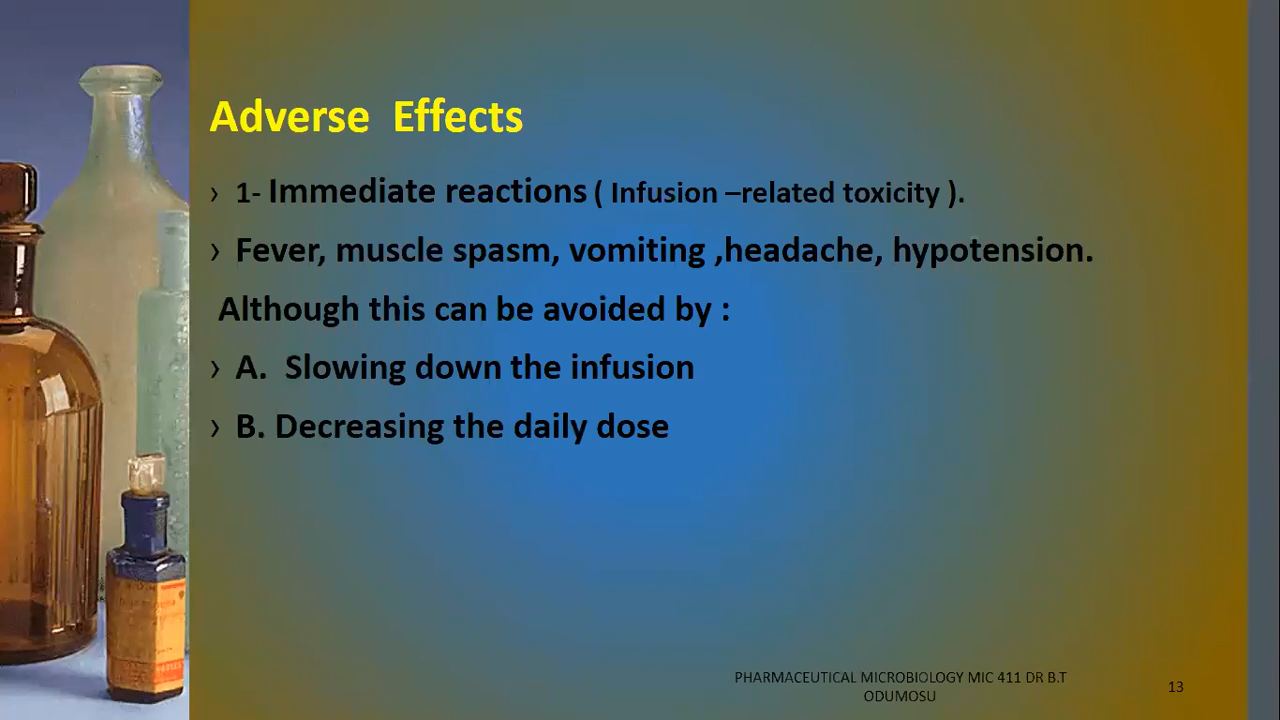 Adverse  Effects
› 1- Immediate reactions ( Infusion –related toxicity ).
› Fever, muscle spasm, vomiting ,headache, hypotension.
Although this can be avoided by :
› A.  Slowing down the infusion
› B. Decreasing the daily dose
PHARMACEUTICAL MICROBIOLOGY MIC 411 DR B.T
ODUMOSU
13